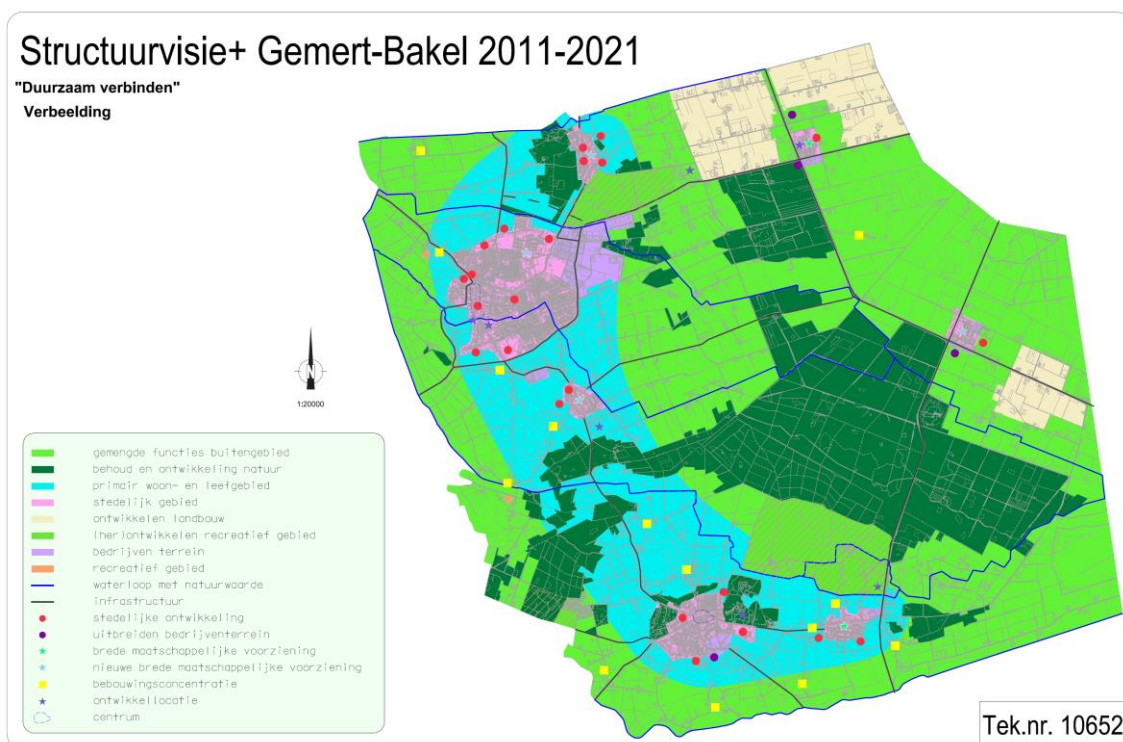 Structuurvisie+ Gemert-Bakel 2011-2021
"Duurzaam verbinden"
Verbeelding
N
1:20000
gemengde functies buitengebied
behoud en ontwikkeling natuur
primair woon- en leefgebied
stedelijk gebied
ontwikkelen landbouw
(her)ontwikkelen recreatief gebied
bedrijven terrein
recreatief gebied
waterloop met natuurwaarde
infrastructuur
stedelijke ontwikkeling
uitbreiden bedrijventerrein
brede maatschappelijke voorziening
nieuwe brede maatschappelijke voorziening
bebouwingsconcentratie
ontwikkellocatie
centrum
Tek.nr. 10652